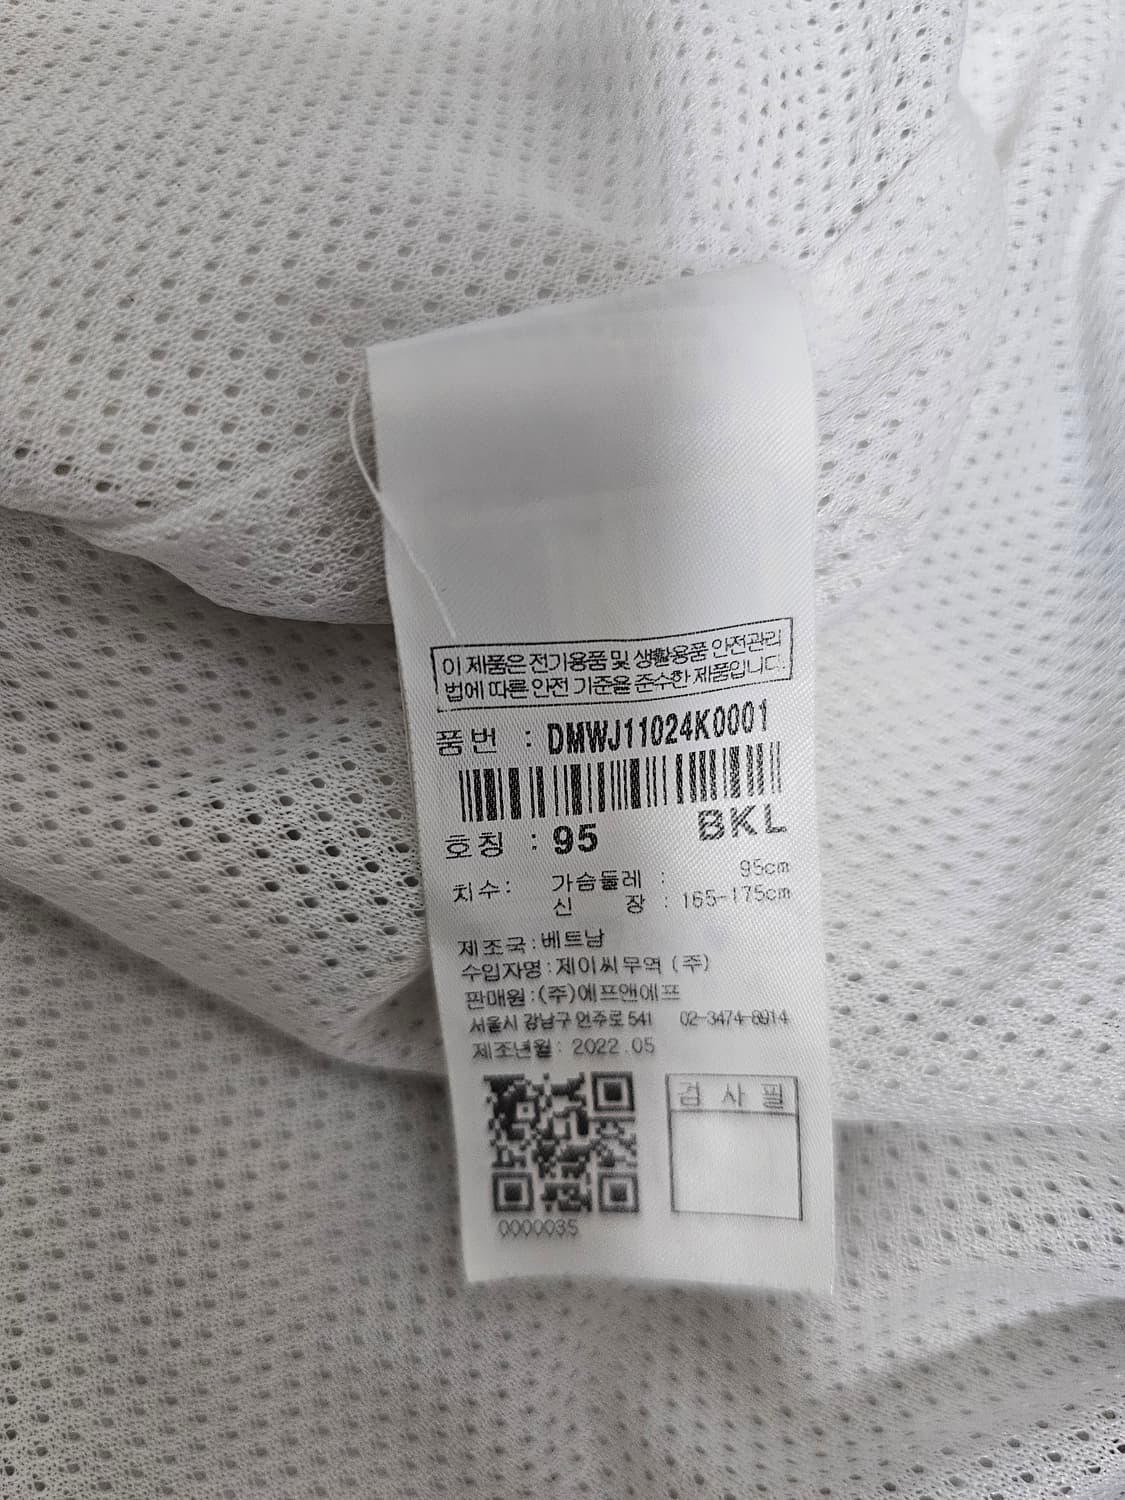 이 제품은 전기용품 및 생활용품 안전관리
법에 따른 안전 기준을 준수한 제품입니다.
품번 : DMWJ11024K0001
호칭 : 95 BKL
치수 : 가슴둘레 : 95cm
신 장 : 165-175cm
제조국 : 베트남
수입자명 : 제이씨무역 (주)
판매원 : (주)에프앤에프
서울시 강남구 언주로 541 02-3474-8914
제조년월 : 2022.05
검 사 필
0000035